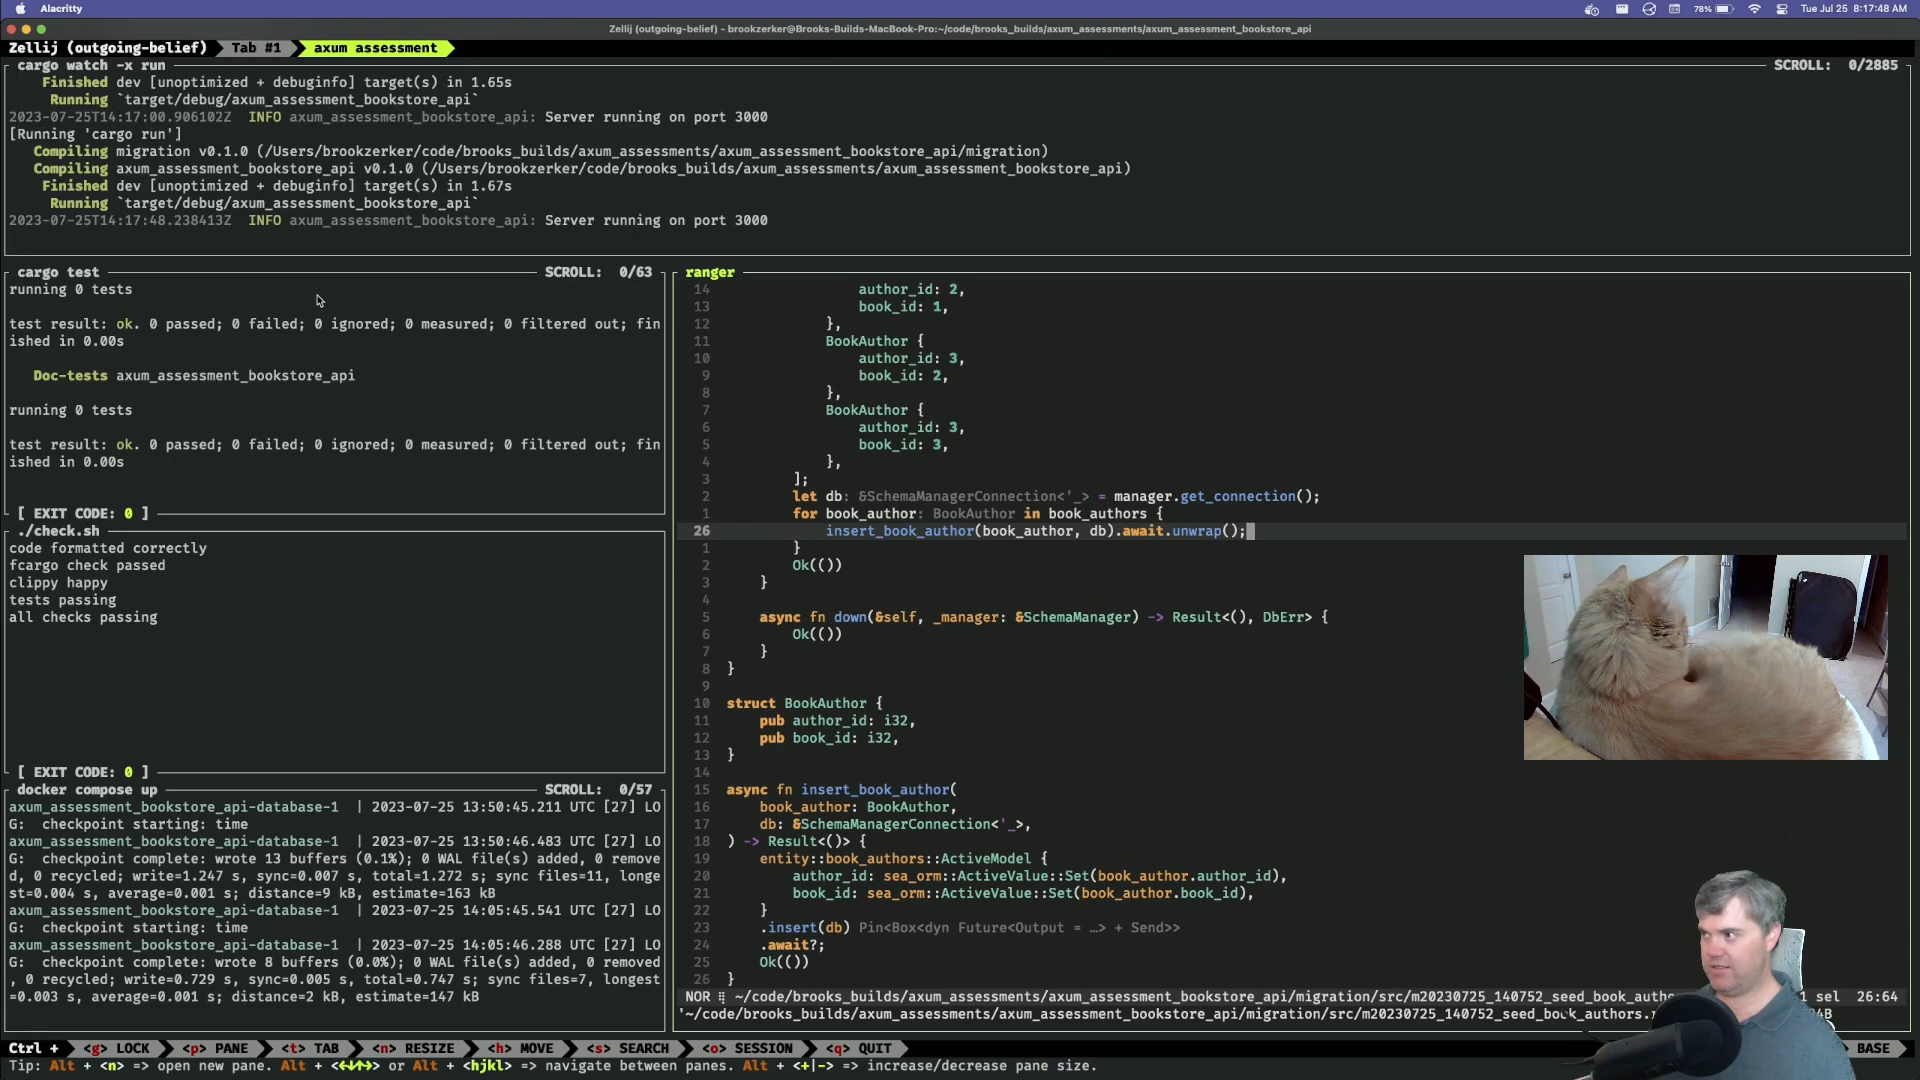 Alacritty
78%
Tue Jul 25 8:17:48 AM
Zellij (outgoing-belief) - brookzerker@Brooks-Builds-MacBook-Pro:~/code/brooks_builds/axum_assessments/axum_assessment_bookstore_api
Zellij (outgoing-belief) Tab #1 axum assessment
cargo watch -x run SCROLL: 0/2885
Finished dev [unoptimized + debuginfo] target(s) in 1.65s
Running `target/debug/axum_assessment_bookstore_api`
2023-07-25T14:17:00.906102Z INFO axum_assessment_bookstore_api: Server running on port 3000
[Running 'cargo run']
Compiling migration v0.1.0 (/Users/brookzerker/code/brooks_builds/axum_assessments/axum_assessment_bookstore_api/migration)
Compiling axum_assessment_bookstore_api v0.1.0 (/Users/brookzerker/code/brooks_builds/axum_assessments/axum_assessment_bookstore_api)
Finished dev [unoptimized + debuginfo] target(s) in 1.67s
Running `target/debug/axum_assessment_bookstore_api`
2023-07-25T14:17:48.238413Z INFO axum_assessment_bookstore_api: Server running on port 3000
cargo test SCROLL: 0/63
running 0 tests
test result: ok. 0 passed; 0 failed; 0 ignored; 0 measured; 0 filtered out; fin
ished in 0.00s
Doc-tests axum_assessment_bookstore_api
running 0 tests
test result: ok. 0 passed; 0 failed; 0 ignored; 0 measured; 0 filtered out; fin
ished in 0.00s
[ EXIT CODE: 0 ]
./check.sh
code formatted correctly
fcargo check passed
clippy happy
tests passing
all checks passing
[ EXIT CODE: 0 ]
docker compose up SCROLL: 0/57
axum_assessment_bookstore_api-database-1 | 2023-07-25 13:50:45.211 UTC [27] LO
G: checkpoint starting: time
axum_assessment_bookstore_api-database-1 | 2023-07-25 13:50:46.483 UTC [27] LO
G: checkpoint complete: wrote 13 buffers (0.1%); 0 WAL file(s) added, 0 remove
d, 0 recycled; write=1.247 s, sync=0.007 s, total=1.272 s; sync files=11, longe
st=0.004 s, average=0.001 s; distance=9 kB, estimate=163 kB
axum_assessment_bookstore_api-database-1 | 2023-07-25 14:05:45.541 UTC [27] LO
G: checkpoint starting: time
axum_assessment_bookstore_api-database-1 | 2023-07-25 14:05:46.288 UTC [27] LO
G: checkpoint complete: wrote 8 buffers (0.0%); 0 WAL file(s) added, 0 removed
, 0 recycled; write=0.729 s, sync=0.005 s, total=0.747 s; sync files=7, longest
=0.003 s, average=0.001 s; distance=2 kB, estimate=147 kB
ranger
14 author_id: 2,
13 book_id: 1,
12 },
11 BookAuthor {
10 author_id: 3,
9 book_id: 2,
8 },
7 BookAuthor {
6 author_id: 3,
5 book_id: 3,
4 },
3 ];
2 let db: &SchemaManagerConnection<'_> = manager.get_connection();
1 for book_author: BookAuthor in book_authors {
26 insert_book_author(book_author, db).await.unwrap();
1 }
2 Ok(())
3 }
4
5 async fn down(&self, _manager: &SchemaManager) -> Result<(), DbErr> {
6 Ok(())
7 }
8 }
9
10 struct BookAuthor {
11 pub author_id: i32,
12 pub book_id: i32,
13 }
14
15 async fn insert_book_author(
16 book_author: BookAuthor,
17 db: &SchemaManagerConnection<'_>,
18 ) -> Result<()> {
19 entity::book_authors::ActiveModel {
20 author_id: sea_orm::ActiveValue::Set(book_author.author_id),
21 book_id: sea_orm::ActiveValue::Set(book_author.book_id),
22 }
23 .insert(db) Pin<Box<dyn Future<Output = …> + Send>>
24 .await?;
25 Ok(())
26 }
NOR ~/code/brooks_builds/axum_assessments/axum_assessment_bookstore_api/migration/src/m20230725_140752_seed_book_autho 1 sel 26:64
'~/code/brooks_builds/axum_assessments/axum_assessment_bookstore_api/migration/src/m20230725_140752_seed_book_authors.
Ctrl + <g> LOCK <p> PANE <t> TAB <n> RESIZE <h> MOVE <s> SEARCH <o> SESSION <q> QUIT BASE
Tip: Alt + <n> => open new pane. Alt + <←↓↑→> or Alt + <hjkl> => navigate between panes. Alt + <+|-> => increase/decrease pane size.